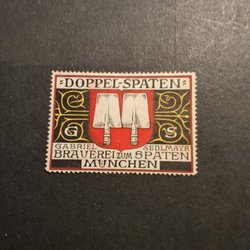 DOPPEL-SPATEN
G S
GABRIEL SEDLMAYR
BRAUEREI ZUM SPATEN
MÜNCHEN